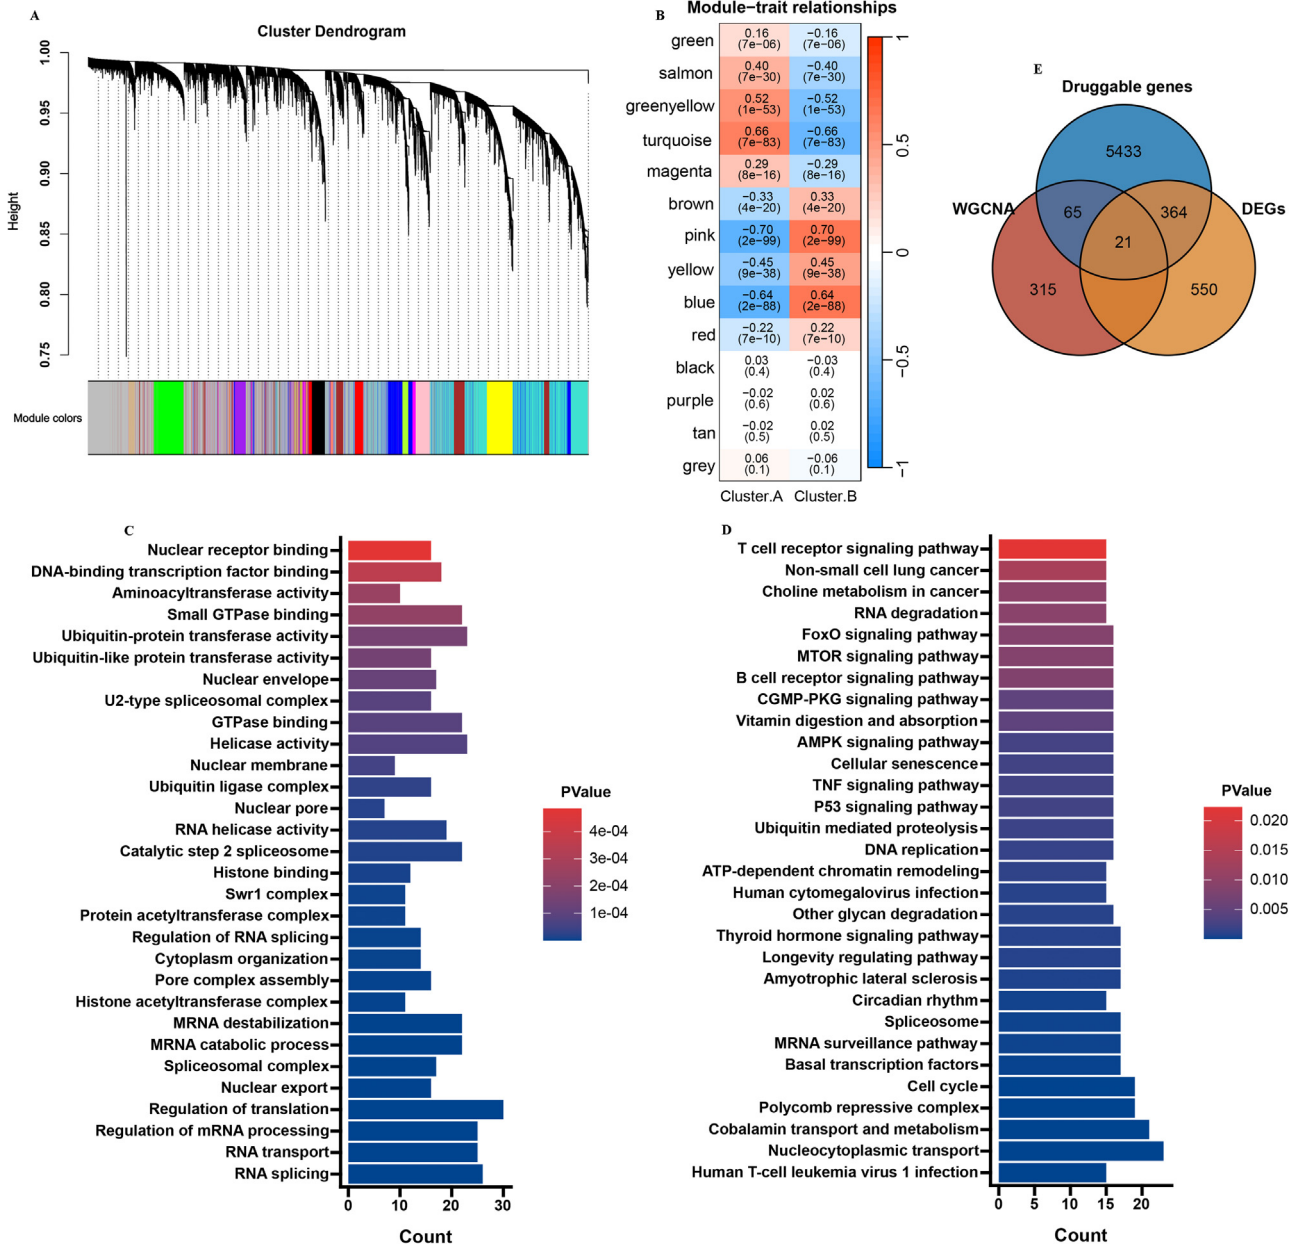 A
Cluster Dendrogram
Height
1.00
0.95
0.90
0.85
0.80
0.75
Module colors
B
Module−trait relationships
green
0.16
(7e−06)
−0.16
(7e−06)
salmon
0.40
(7e−30)
−0.40
(7e−30)
greenyellow
0.52
(1e−53)
−0.52
(1e−53)
turquoise
0.66
(7e−83)
−0.66
(7e−83)
magenta
0.29
(8e−16)
−0.29
(8e−16)
brown
−0.33
(4e−20)
0.33
(4e−20)
pink
−0.70
(2e−99)
0.70
(2e−99)
yellow
−0.45
(9e−38)
0.45
(9e−38)
blue
−0.64
(2e−88)
0.64
(2e−88)
red
−0.22
(7e−10)
0.22
(7e−10)
black
0.03
(0.4)
−0.03
(0.4)
purple
−0.02
(0.6)
0.02
(0.6)
tan
−0.02
(0.5)
0.02
(0.5)
grey
0.06
(0.1)
−0.06
(0.1)
Cluster.A
Cluster.B
1
0.5
0
−0.5
−1
E
Druggable genes
5433
WGCNA
65
364
DEGs
21
315
550
C
Nuclear receptor binding
DNA-binding transcription factor binding
Aminoacyltransferase activity
Small GTPase binding
Ubiquitin-protein transferase activity
Ubiquitin-like protein transferase activity
Nuclear envelope
U2-type spliceosomal complex
GTPase binding
Helicase activity
Nuclear membrane
Ubiquitin ligase complex
Nuclear pore
RNA helicase activity
Catalytic step 2 spliceosome
Histone binding
Swr1 complex
Protein acetyltransferase complex
Regulation of RNA splicing
Cytoplasm organization
Pore complex assembly
Histone acetyltransferase complex
MRNA destabilization
MRNA catabolic process
Spliceosomal complex
Nuclear export
Regulation of translation
Regulation of mRNA processing
RNA transport
RNA splicing
0
10
20
30
Count
PValue
4e-04
3e-04
2e-04
1e-04
D
T cell receptor signaling pathway
Non-small cell lung cancer
Choline metabolism in cancer
RNA degradation
FoxO signaling pathway
MTOR signaling pathway
B cell receptor signaling pathway
CGMP-PKG signaling pathway
Vitamin digestion and absorption
AMPK signaling pathway
Cellular senescence
TNF signaling pathway
P53 signaling pathway
Ubiquitin mediated proteolysis
DNA replication
ATP-dependent chromatin remodeling
Human cytomegalovirus infection
Other glycan degradation
Thyroid hormone signaling pathway
Longevity regulating pathway
Amyotrophic lateral sclerosis
Circadian rhythm
Spliceosome
MRNA surveillance pathway
Basal transcription factors
Cell cycle
Polycomb repressive complex
Cobalamin transport and metabolism
Nucleocytoplasmic transport
Human T-cell leukemia virus 1 infection
0
5
10
15
20
Count
PValue
0.020
0.015
0.010
0.005